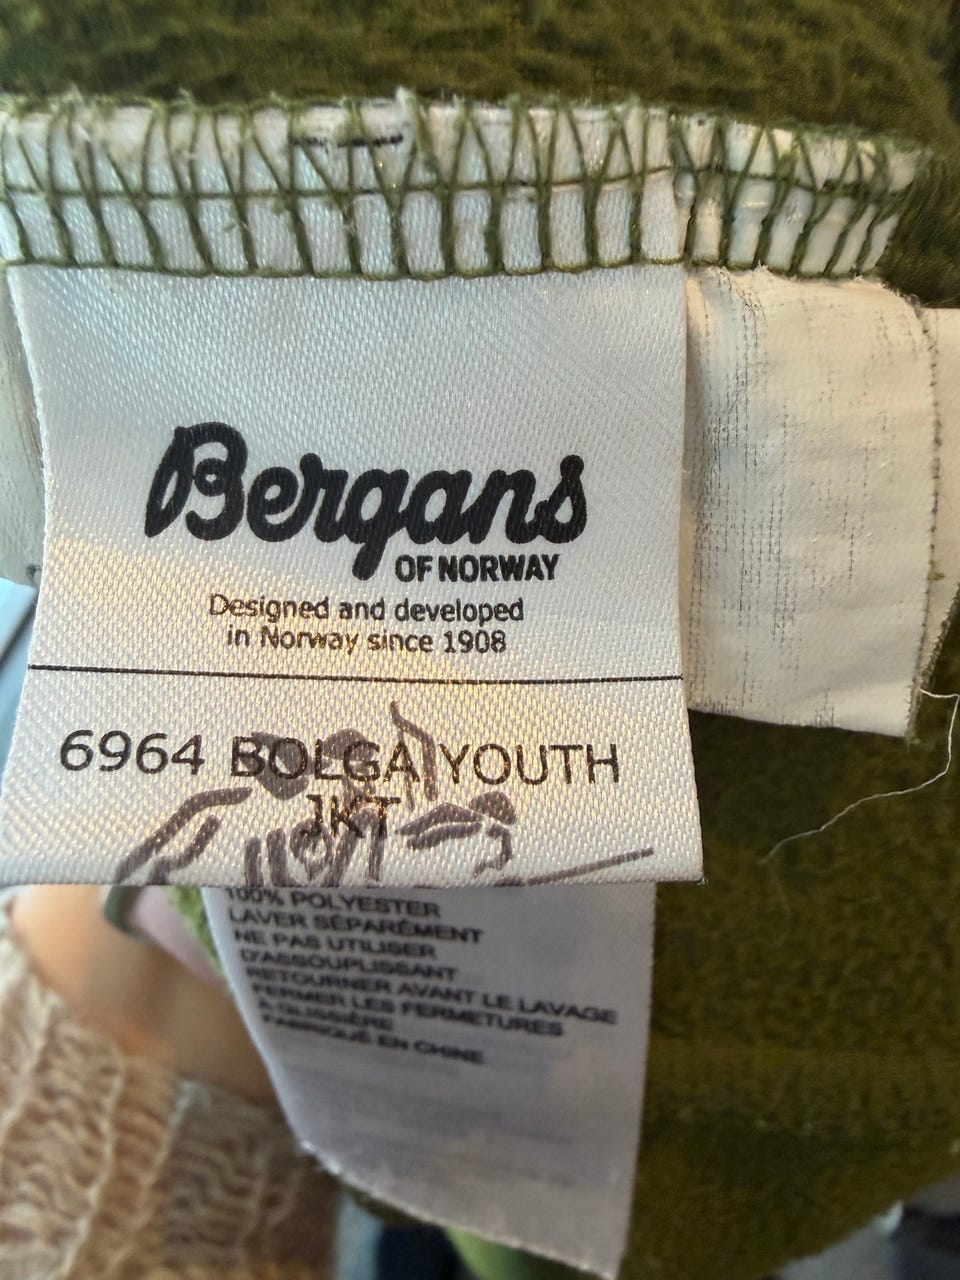 Bergans
OF NORWAY
Designed and developed
in Norway since 1908
6964 BOLGA YOUTH
JKT
100% POLYESTER
LAVER SÉPARÉMENT
NE PAS UTILISER
D'ASSOUPLISSANT
RETOURNER AVANT LE LAVAGE
FERMER LES FERMETURES
À GLISSIÈRE
FABRIQUÉ EN CHINE